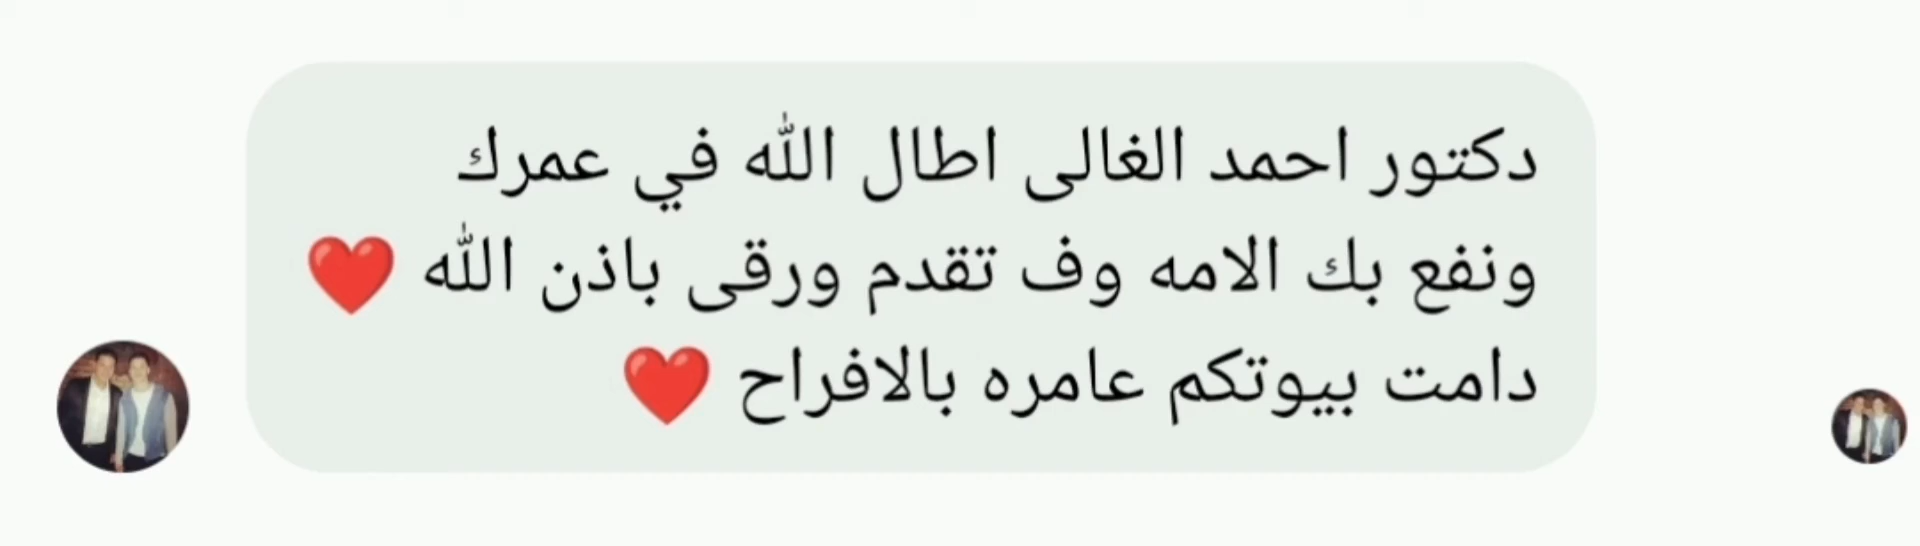 دكتور احمد الغالى اطال الله في عمرك
ونفع بك الامه وف تقدم ورقى باذن الله ❤️
دامت بيوتكم عامره بالافراح ❤️